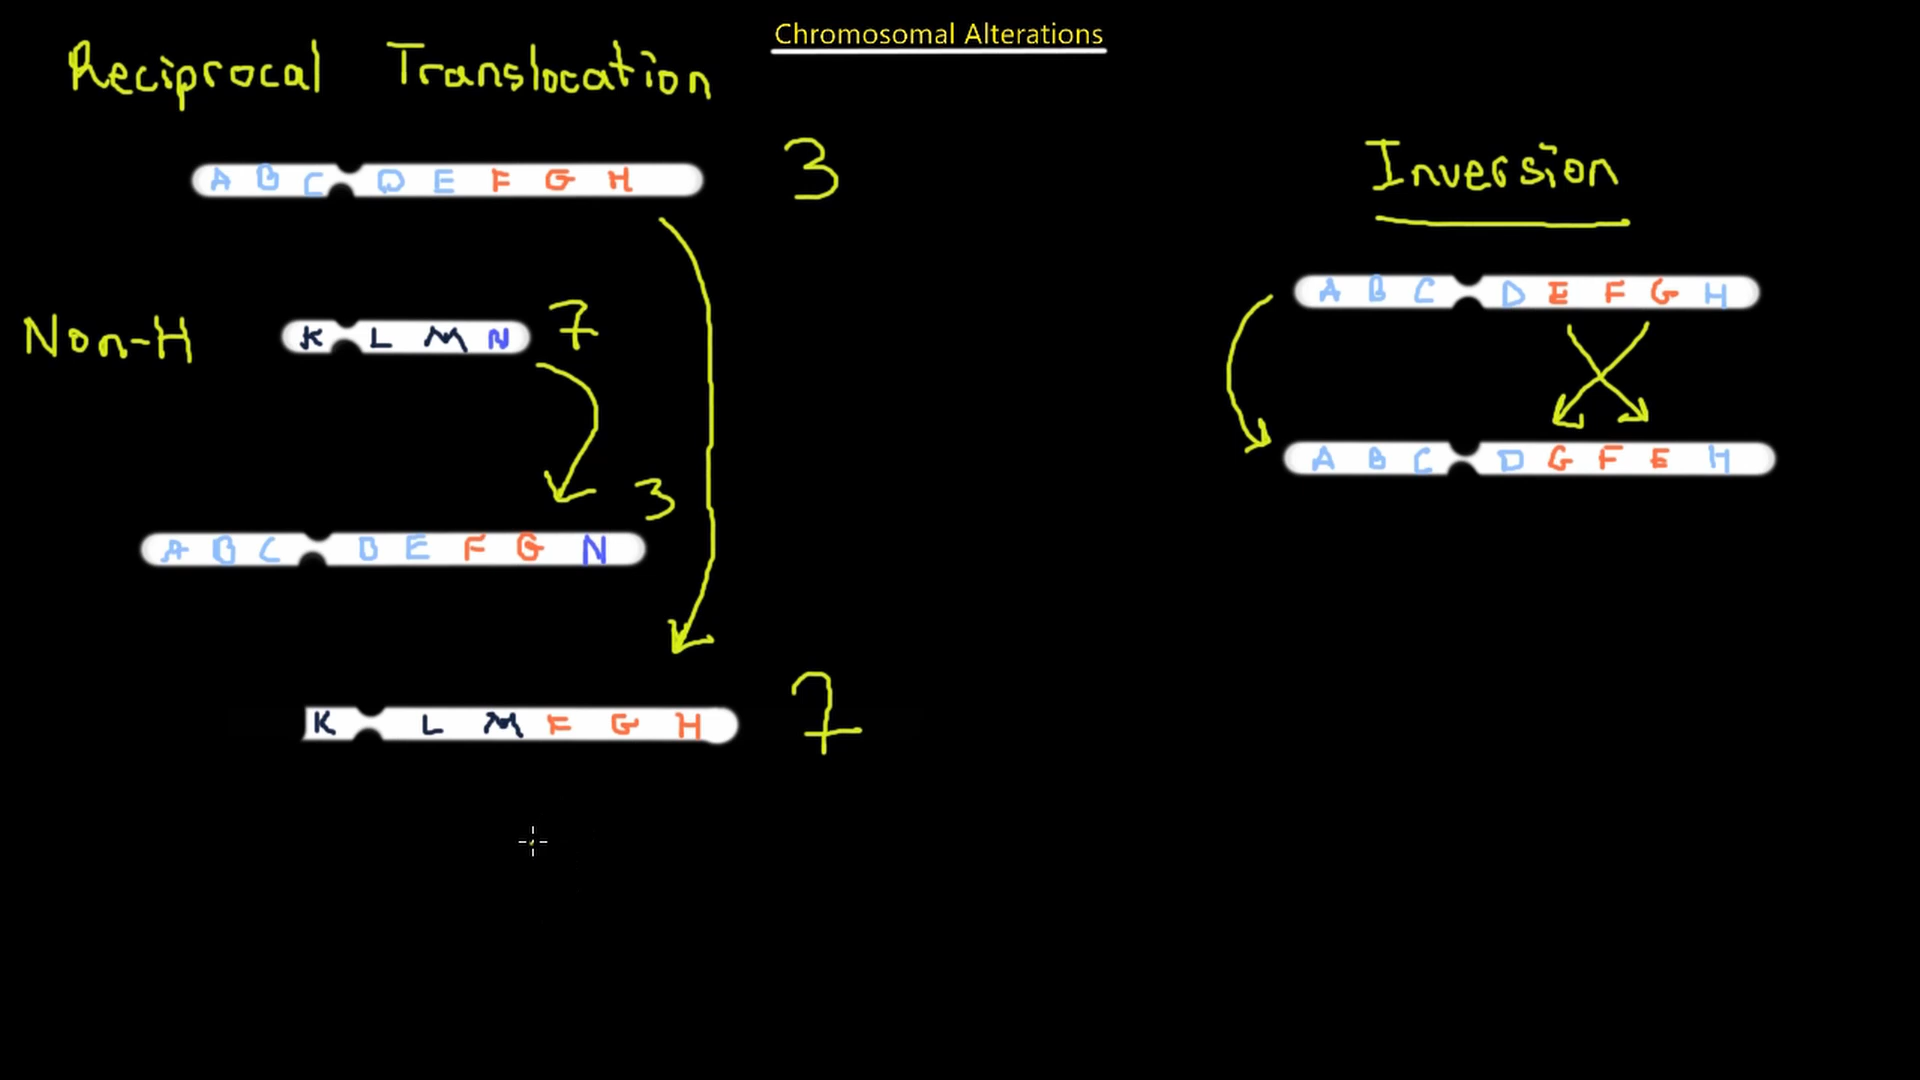 Chromosomal Alterations
Reciprocal Translocation
A B C D E F G H 3
Non-H K L M N 7
3
A B C D E F G N
K L M F G H 7
Inversion
A B C D E F G H
A B C D G F E H